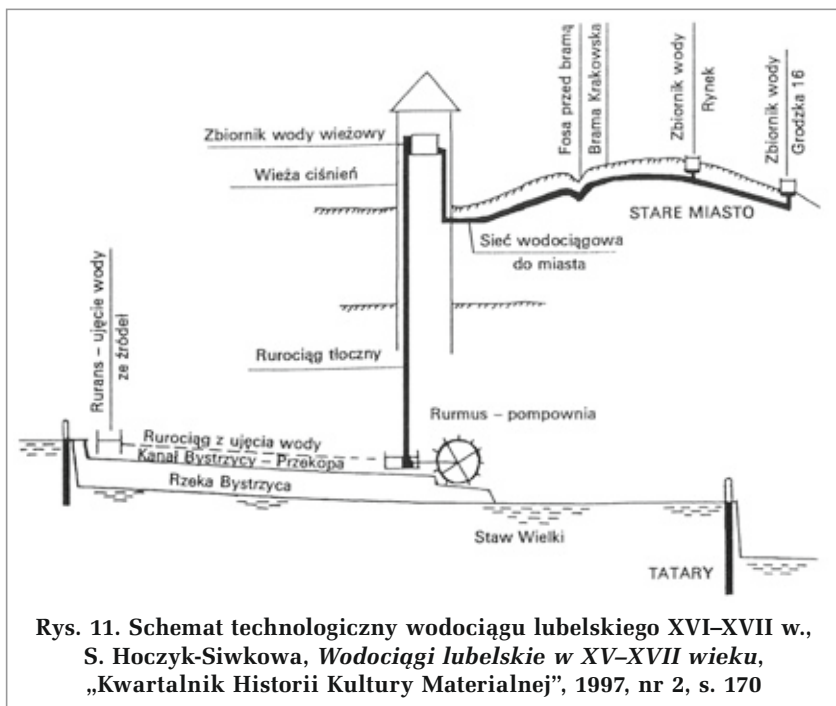 Fosa przed bramą
Brama Krakowska
Zbiornik wody
Rynek
Zbiornik wody
Grodzka 16
Zbiornik wody wieżowy
Wieża ciśnień
STARE MIASTO
Sieć wodociągowa
do miasta
Rurans – ujęcie wody
ze źródeł
Rurociąg tłoczny
Rurmus – pompownia
Rurociąg z ujęcia wody
Kanał Bystrzycy – Przekopa
Rzeka Bystrzyca
Staw Wielki
TATARY
Rys. 11. Schemat technologiczny wodociągu lubelskiego XVI–XVII w.,
S. Hoczyk-Siwkowa, Wodociągi lubelskie w XV–XVII wieku,
„Kwartalnik Historii Kultury Materialnej”, 1997, nr 2, s. 170